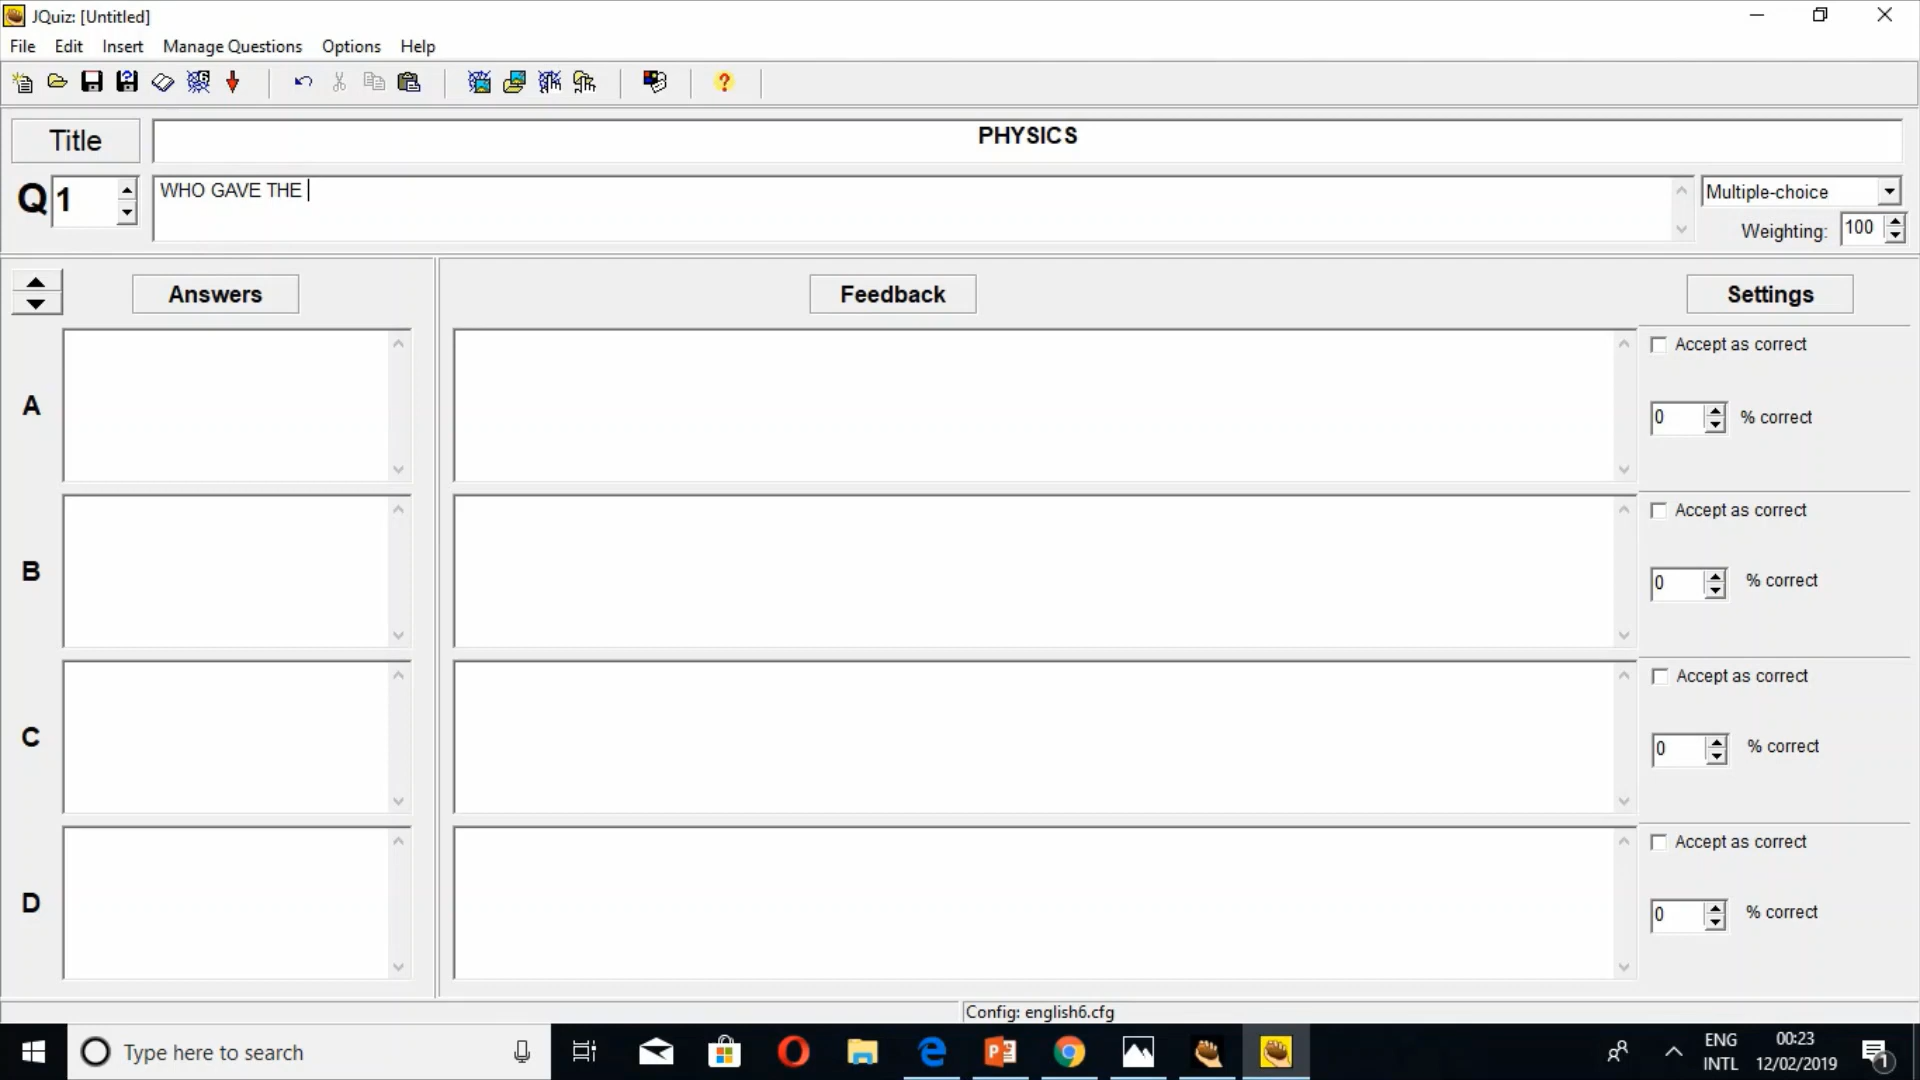 JQuiz: [Untitled]
File Edit Insert Manage Questions Options Help
Title PHYSICS
Q 1 WHO GAVE THE Multiple-choice
Weighting: 100
Answers Feedback Settings
A Accept as correct
0 % correct
B Accept as correct
0 % correct
C Accept as correct
0 % correct
D Accept as correct
0 % correct
Config: english6.cfg
Type here to search
ENG
INTL
00:23
12/02/2019
1